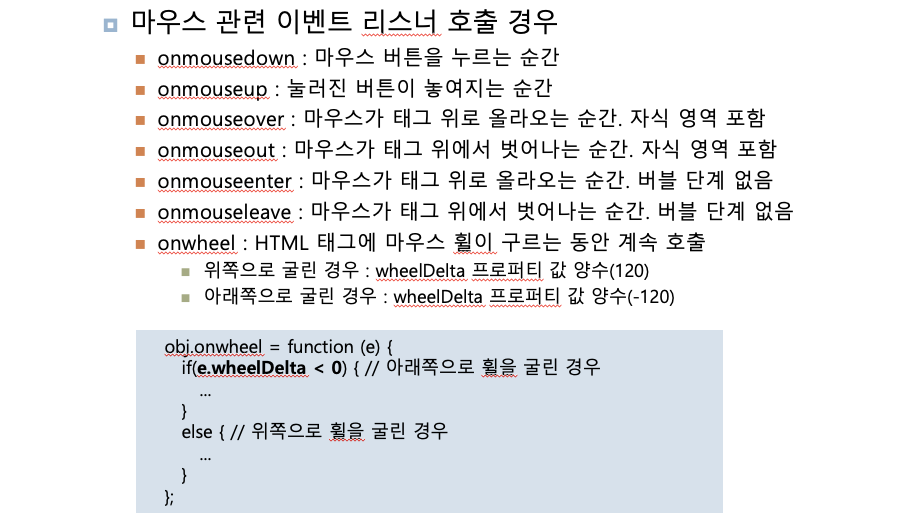 마우스 관련 이벤트 리스너 호출 경우
onmousedown : 마우스 버튼을 누르는 순간
onmouseup : 눌러진 버튼이 놓여지는 순간
onmouseover : 마우스가 태그 위로 올라오는 순간. 자식 영역 포함
onmouseout : 마우스가 태그 위에서 벗어나는 순간. 자식 영역 포함
onmouseenter : 마우스가 태그 위로 올라오는 순간. 버블 단계 없음
onmouseleave : 마우스가 태그 위에서 벗어나는 순간. 버블 단계 없음
onwheel : HTML 태그에 마우스 휠이 구르는 동안 계속 호출
위쪽으로 굴린 경우 : wheelDelta 프로퍼티 값 양수(120)
아래쪽으로 굴린 경우 : wheelDelta 프로퍼티 값 양수(-120)
obj.onwheel = function (e) {
if(e.wheelDelta < 0) { // 아래쪽으로 휠을 굴린 경우
...
}
else { // 위쪽으로 휠을 굴린 경우
...
}
};